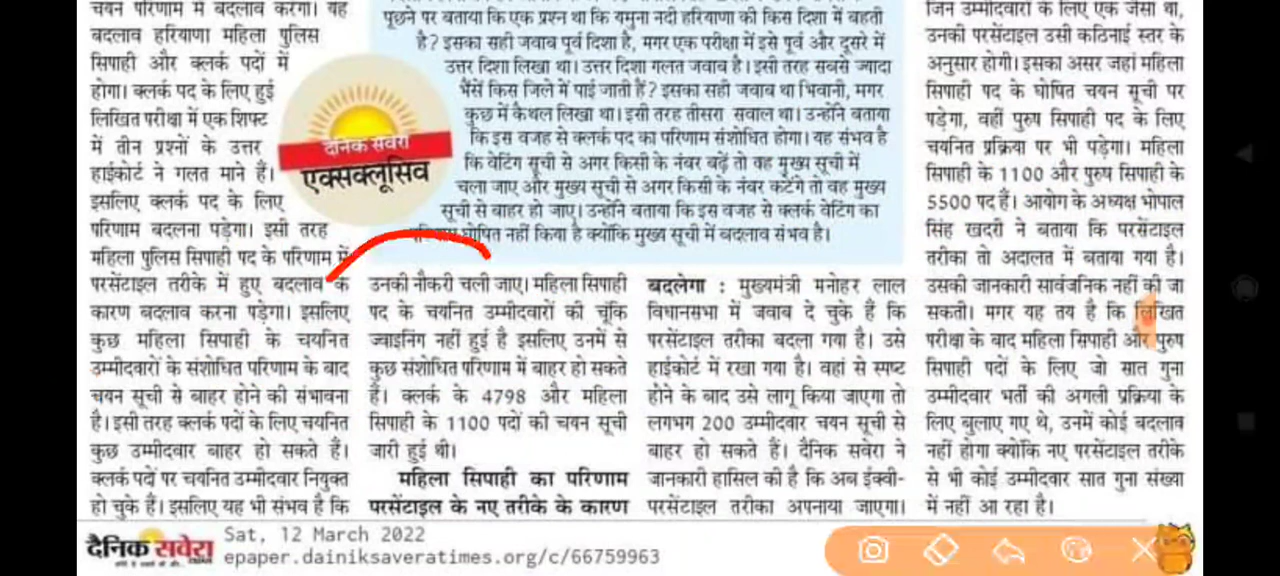 चयन परिणाम में बदलाव करेगा। यह
बदलाव हरियाणा महिला पुलिस
सिपाही और क्लर्क पदों में
होगा। क्लर्क पद के लिए हुई
लिखित परीक्षा में एक शिफ्ट
में तीन प्रश्नों के उत्तर
हाईकोर्ट ने गलत माने हैं।
इसलिए क्लर्क पद के लिए
परिणाम बदलना पड़ेगा। इसी तरह
महिला पुलिस सिपाही पद के परिणाम में
परसेंटाइल तरीके में हुए बदलाव के
कारण बदलाव करना पड़ेगा। इसलिए
कुछ महिला सिपाही के चयनित
उम्मीदवारों के संशोधित परिणाम के बाद
चयन सूची से बाहर होने की संभावना
है। इसी तरह क्लर्क पदों के लिए चयनित
कुछ उम्मीदवार बाहर हो सकते हैं।
क्लर्क पदों पर चयनित उम्मीदवार नियुक्त
हो चुके हैं। इसलिए यह भी संभव है कि
दैनिक सवेरा
एक्सक्लूसिव
पूछने पर बताया कि एक प्रश्न था कि यमुना नदी हरियाणा की किस दिशा में बहती
है? इसका सही जवाब पूर्व दिशा है, मगर एक परीक्षा में इसे पूर्व और दूसरे में
उत्तर दिशा लिखा था। उत्तर दिशा गलत जवाब है। इसी तरह सबसे ज्यादा
भैंसें किस जिले में पाई जाती हैं? इसका सही जवाब था भिवानी, मगर
कुछ में कैथल लिखा था। इसी तरह तीसरा सवाल था। उन्होंने बताया
कि इस वजह से क्लर्क पद का परिणाम संशोधित होगा। यह संभव है
कि वेटिंग सूची से अगर किसी के नंबर बढ़ें तो वह मुख्य सूची में
चला जाए और मुख्य सूची से अगर किसी के नंबर कटेंगे तो वह मुख्य
सूची से बाहर हो जाए। उन्होंने बताया कि इस वजह से क्लर्क वेटिंग का
परिणाम घोषित नहीं किया है क्योंकि मुख्य सूची में बदलाव संभव है।
उनकी नौकरी चली जाए। महिला सिपाही
पद के चयनित उम्मीदवारों की चूंकि
ज्वाइनिंग नहीं हुई है इसलिए उनमें से
कुछ संशोधित परिणाम में बाहर हो सकते
हैं। क्लर्क के 4798 और महिला
सिपाही के 1100 पदों की चयन सूची
जारी हुई थी।
महिला सिपाही का परिणाम
परसेंटाइल के नए तरीके के कारण
बदलेगा : मुख्यमंत्री मनोहर लाल
विधानसभा में जवाब दे चुके हैं कि
परसेंटाइल तरीका बदला गया है। उसे
हाईकोर्ट में रखा गया है। वहां से स्पष्ट
होने के बाद उसे लागू किया जाएगा तो
लगभग 200 उम्मीदवार चयन सूची से
बाहर हो सकते हैं। दैनिक सवेरा ने
जानकारी हासिल की है कि अब ईक्वी-
परसेंटाइल तरीका अपनाया जाएगा।
जिन उम्मीदवारों के लिए एक जैसा था,
उनकी परसेंटाइल उसी कठिनाई स्तर के
अनुसार होगी। इसका असर जहां महिला
सिपाही पद के घोषित चयन सूची पर
पड़ेगा, वहीं पुरुष सिपाही पद के लिए
चयनित प्रक्रिया पर भी पड़ेगा। महिला
सिपाही के 1100 और पुरुष सिपाही के
5500 पद हैं। आयोग के अध्यक्ष भोपाल
सिंह खदरी ने बताया कि परसेंटाइल
तरीका तो अदालत में बताया गया है।
उसकी जानकारी सार्वजनिक नहीं की जा
सकती। मगर यह तय है कि लिखित
परीक्षा के बाद महिला सिपाही और पुरुष
सिपाही पदों के लिए जो सात गुना
उम्मीदवार भर्ती की अगली प्रक्रिया के
लिए बुलाए गए थे, उनमें कोई बदलाव
नहीं होगा क्योंकि नए परसेंटाइल तरीके
से भी कोई उम्मीदवार सात गुना संख्या
में नहीं आ रहा है।
दैनिक सवेरा
Sat, 12 March 2022
epaper.dainiksaveratimes.org/c/66759963